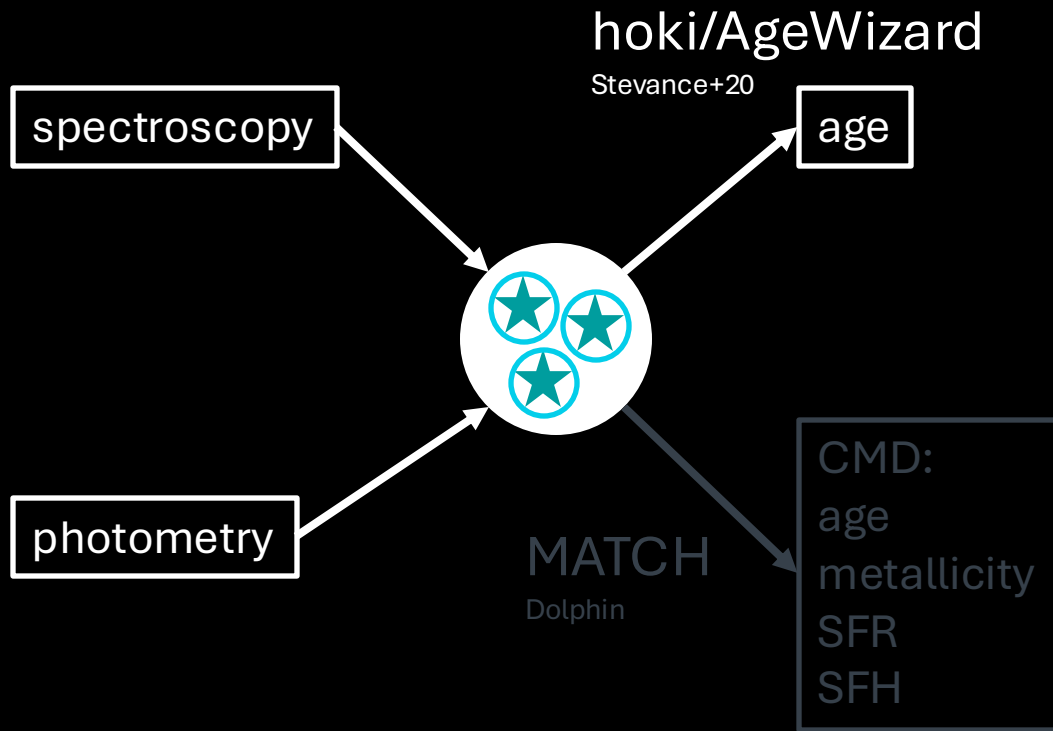 hoki/AgeWizard
Stevance+20
spectroscopy
age
photometry
MATCH
Dolphin
CMD:
age
metallicity
SFR
SFH